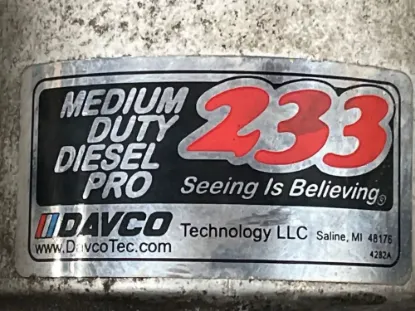 MEDIUM
DUTY
DIESEL
PRO
233
Seeing Is Believing®
DAVCO Technology LLC Saline, MI 48176
www.DavcoTec.com
4282A